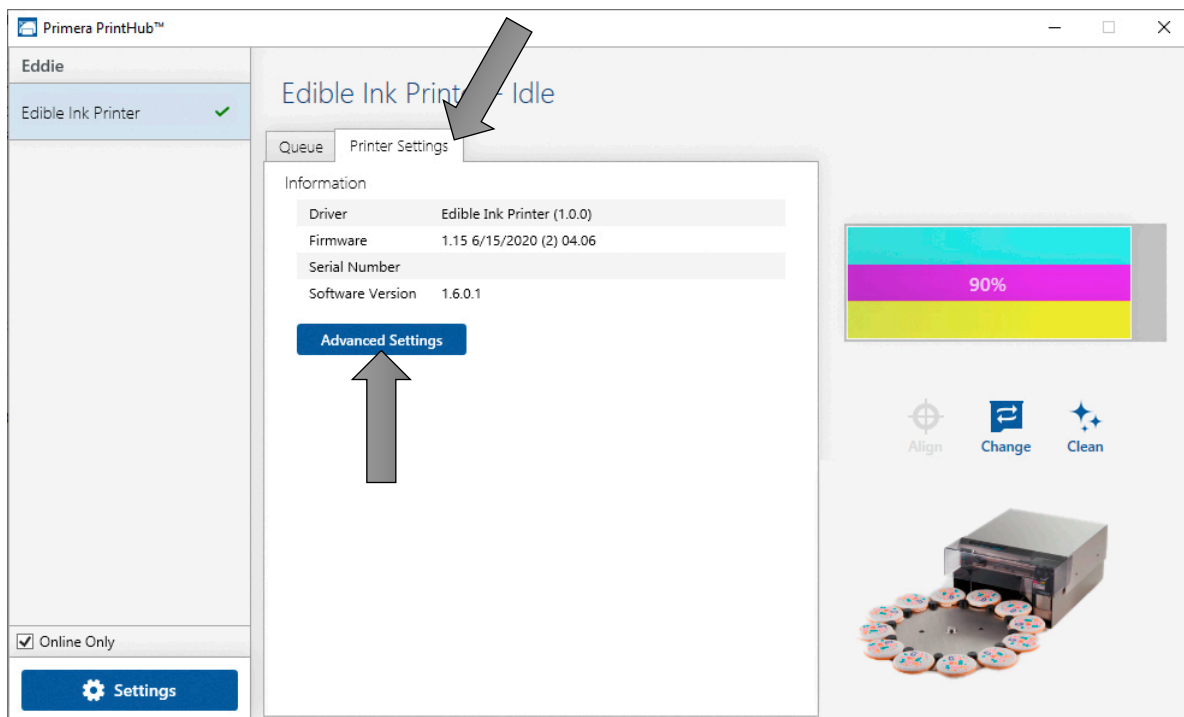 Primera PrintHub™
Eddie
Edible Ink Printer
Edible Ink Printer - Idle
Queue
Printer Settings
Information
Driver Edible Ink Printer (1.0.0)
Firmware 1.15 6/15/2020 (2) 04.06
Serial Number
Software Version 1.6.0.1
Advanced Settings
90%
Align
Change
Clean
Online Only
Settings